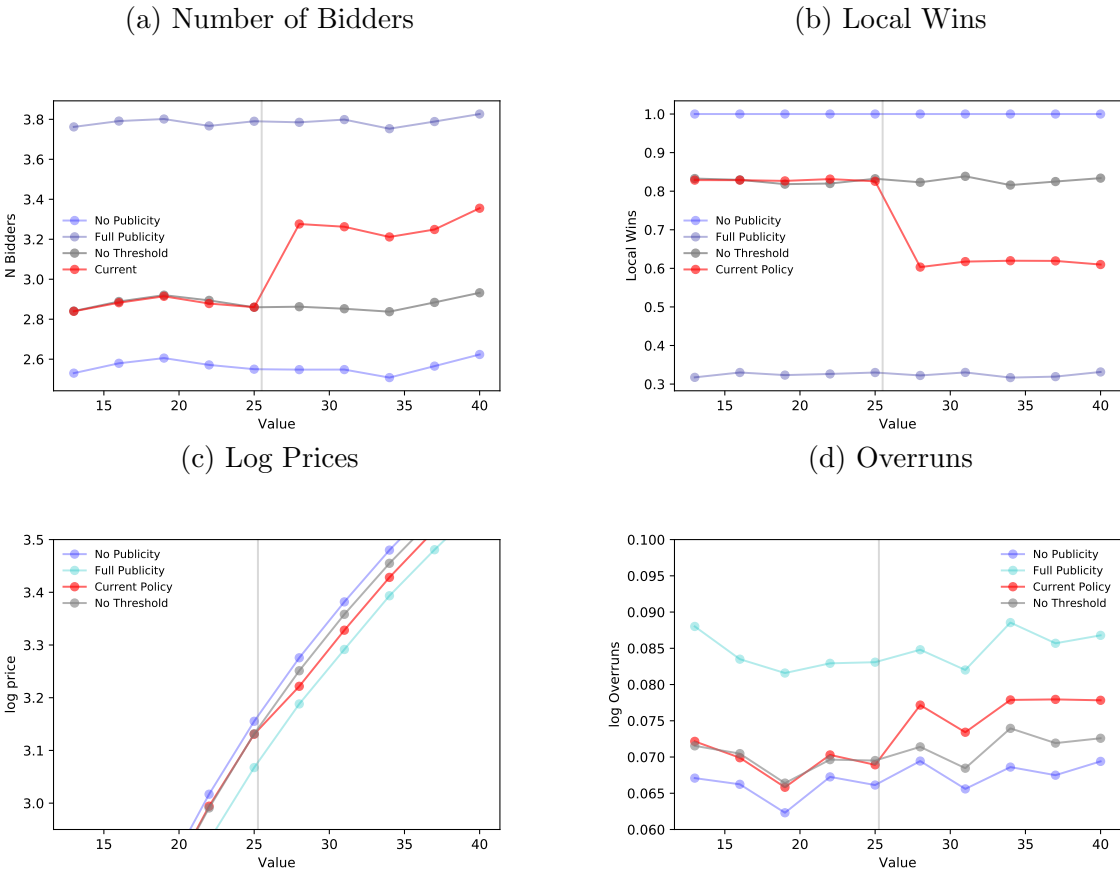 (a) Number of Bidders
N Bidders
3.8
3.6
3.4
3.2
3.0
2.8
2.6
No Publicity
Full Publicity
No Threshold
Current
15 20 25 30 35 40
Value
(b) Local Wins
Local Wins
1.0
0.9
0.8
0.7
0.6
0.5
0.4
0.3
No Publicity
Full Publicity
No Threshold
Current Policy
15 20 25 30 35 40
Value
(c) Log Prices
log price
3.5
3.4
3.3
3.2
3.1
3.0
No Publicity
Full Publicity
Current Policy
No Threshold
15 20 25 30 35 40
Value
(d) Overruns
log Overruns
0.100
0.095
0.090
0.085
0.080
0.075
0.070
0.065
0.060
No Publicity
Full Publicity
Current Policy
No Threshold
15 20 25 30 35 40
Value